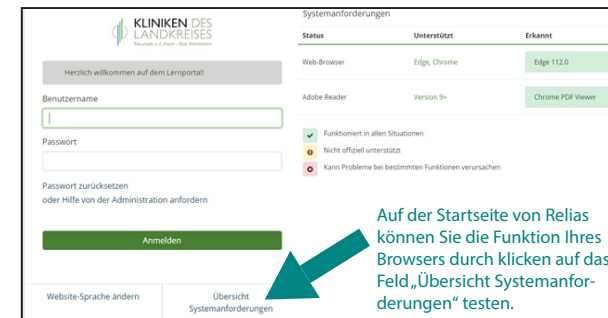 KLINIKEN DES
LANDKREISES
Neustadt a.d. Aisch – Bad Windsheim
Herzlich willkommen auf dem Lernportal!
Benutzername
Passwort
Passwort zurücksetzen
oder Hilfe von der Administration anfordern
Anmelden
Website-Sprache ändern
Übersicht
Systemanforderungen
Systemanforderungen
Status Unterstützt Erkannt
Web-Browser Edge, Chrome Edge 112.0
Adobe Reader Version 9+ Chrome PDF Viewer
Funktioniert in allen Situationen
Nicht offiziell unterstützt
Kann Probleme bei bestimmten Funktionen verursachen
Auf der Startseite von Relias
können Sie die Funktion Ihres
Browsers durch klicken auf das
Feld „Übersicht Systemanfor-
derungen“ testen.